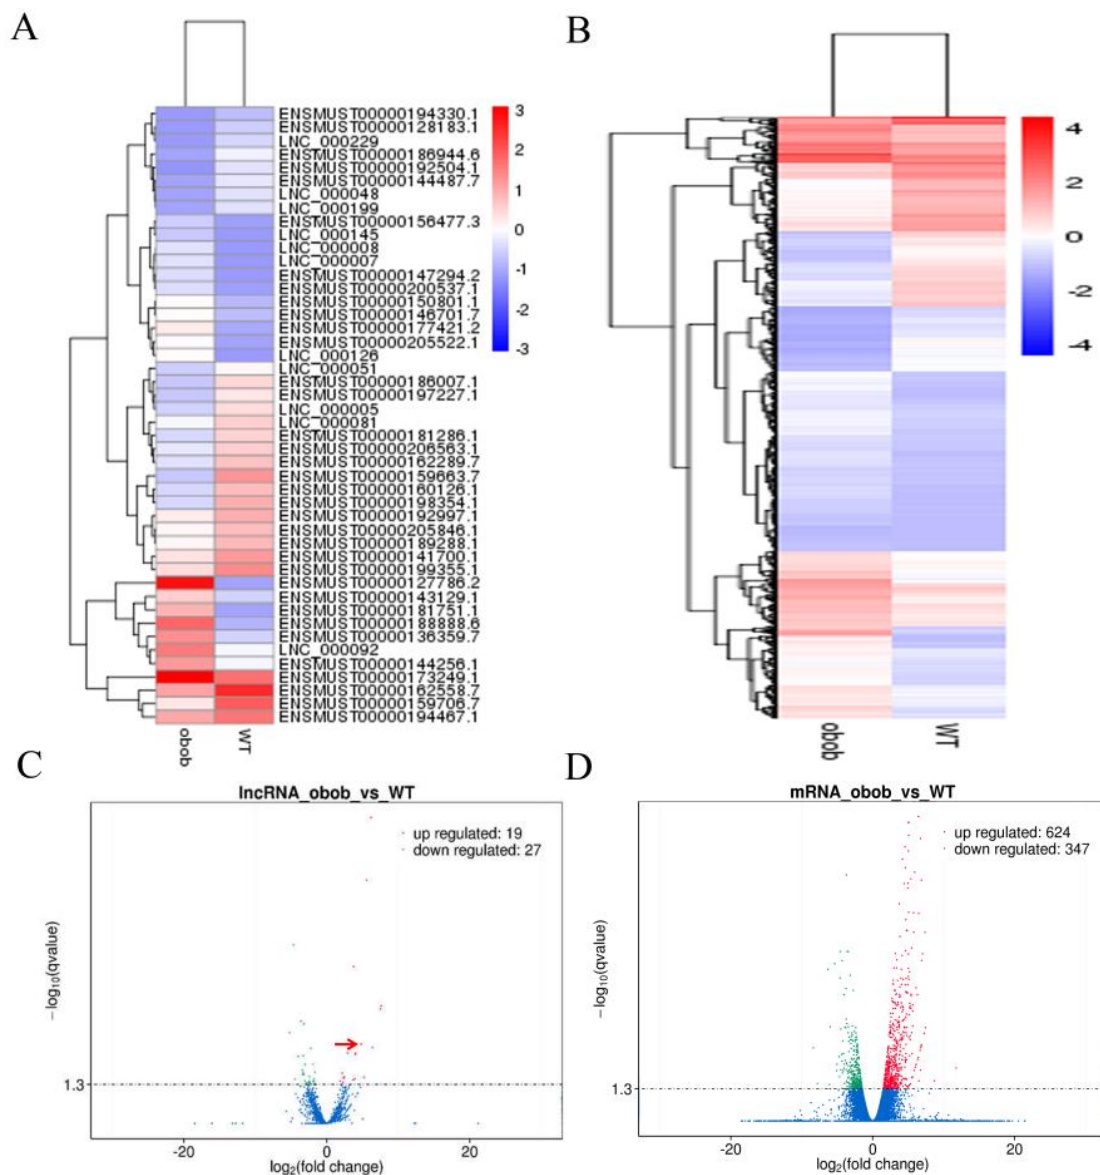 A
B
ENSMUST00000194330.1
ENSMUST00000128183.1
LNC_000229
ENSMUST00000186944.6
ENSMUST00000192504.1
ENSMUST00000144487.7
LNC_000048
LNC_000199
ENSMUST00000156477.3
LNC_000145
LNC_000008
LNC_000007
ENSMUST00000147294.2
ENSMUST00000200537.1
ENSMUST00000150801.1
ENSMUST00000146701.7
ENSMUST00000177421.2
ENSMUST00000205522.1
LNC_000126
LNC_000051
ENSMUST00000186007.1
ENSMUST00000197227.1
LNC_000005
LNC_000081
ENSMUST00000181286.1
ENSMUST00000206563.1
ENSMUST00000162289.7
ENSMUST00000159663.7
ENSMUST00000160126.1
ENSMUST00000198354.1
ENSMUST00000192997.1
ENSMUST00000205846.1
ENSMUST00000189288.1
ENSMUST00000141700.1
ENSMUST00000199355.1
ENSMUST00000127786.2
ENSMUST00000143129.1
ENSMUST00000181751.1
ENSMUST00000188888.6
ENSMUST00000136359.7
LNC_000092
ENSMUST00000144256.1
ENSMUST00000173249.1
ENSMUST00000162558.7
ENSMUST00000159706.7
ENSMUST00000194467.1
3
2
1
0
-1
-2
-3
obob
WT
4
2
0
-2
-4
obob
WT
C
lncRNA_obob_vs_WT
up regulated: 19
down regulated: 27
−log10(qvalue)
1.3
-20
0
20
log2(fold change)
D
mRNA_obob_vs_WT
up regulated: 624
down regulated: 347
−log10(qvalue)
1.3
-20
0
20
log2(fold change)